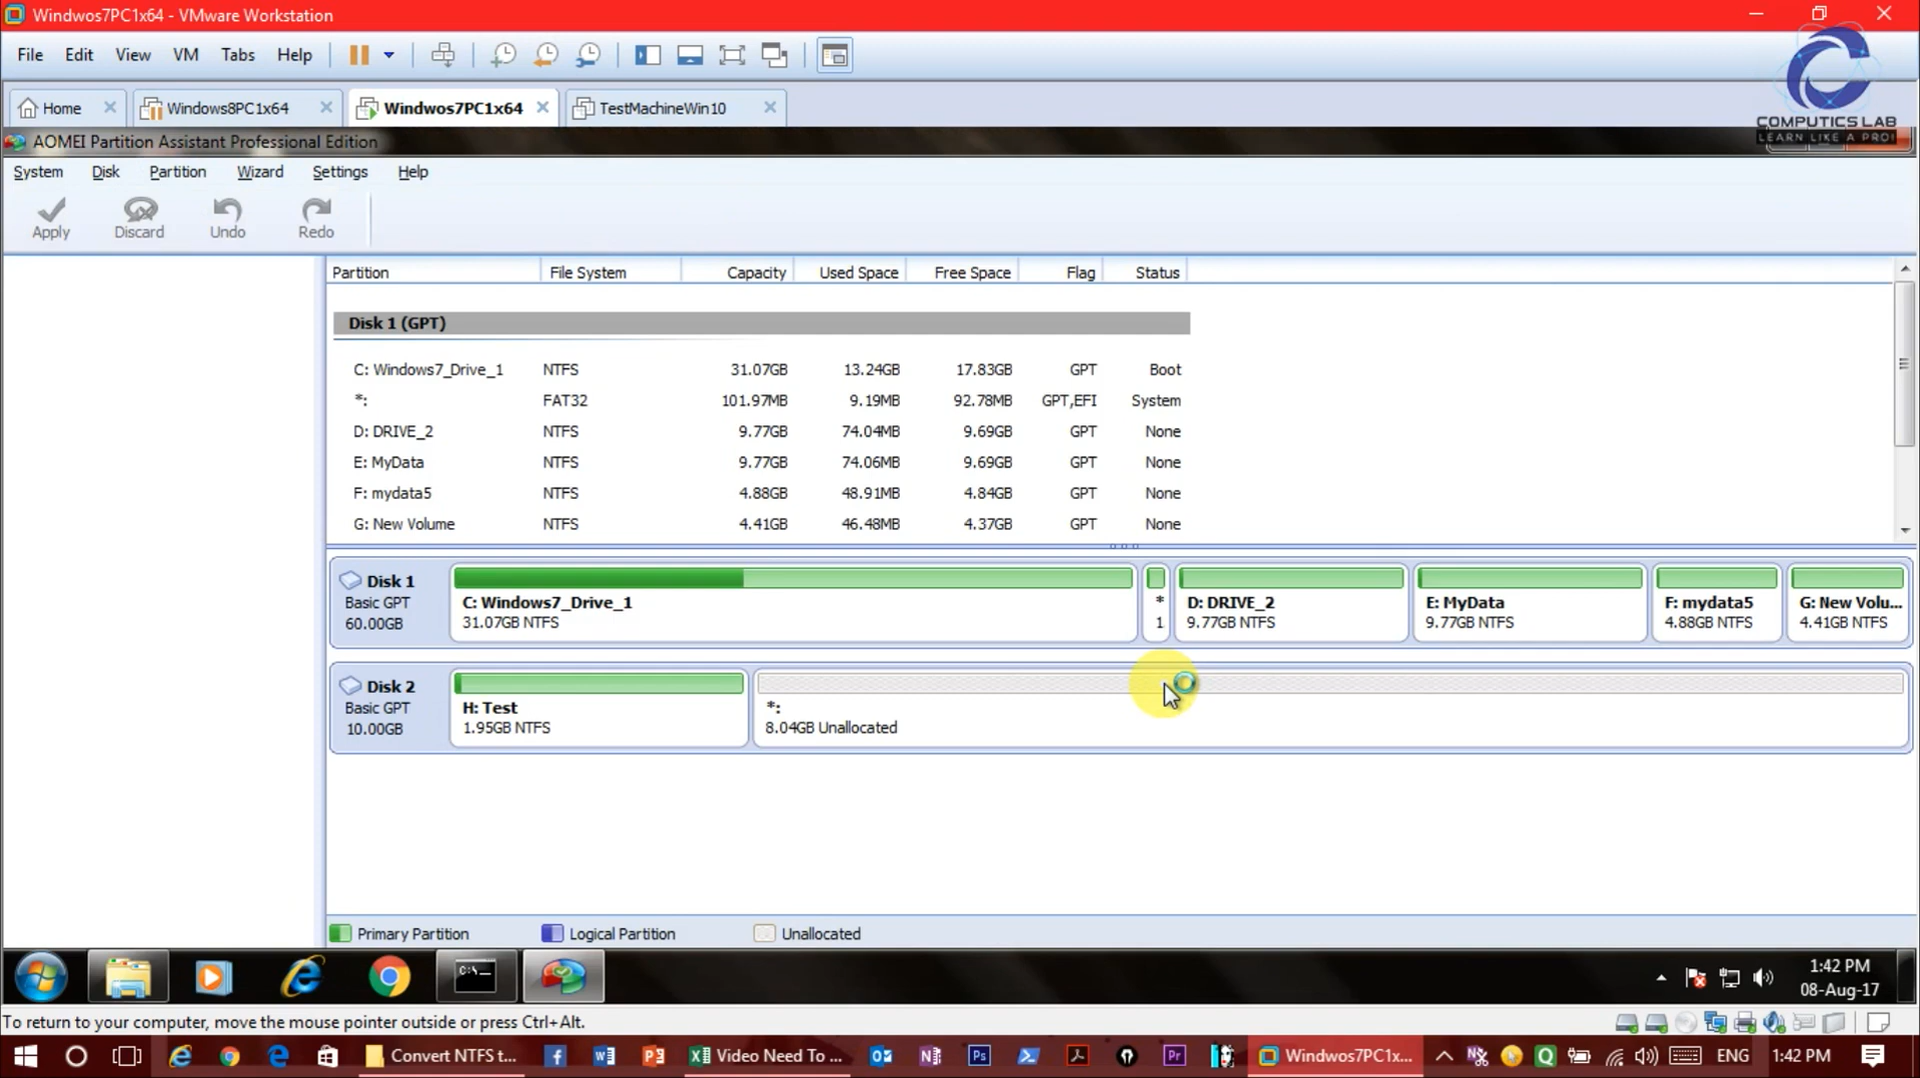 Windwos7PC1x64 - VMware Workstation
File Edit View VM Tabs Help
Home Windows8PC1x64 Windwos7PC1x64 TestMachineWin10
COMPUTICS LAB
LEARN LIKE A PRO!
AOMEI Partition Assistant Professional Edition
System Disk Partition Wizard Settings Help
Apply Discard Undo Redo
Partition File System Capacity Used Space Free Space Flag Status
Disk 1 (GPT)
C: Windows7_Drive_1 NTFS 31.07GB 13.24GB 17.83GB GPT Boot
*: FAT32 101.97MB 9.19MB 92.78MB GPT,EFI System
D: DRIVE_2 NTFS 9.77GB 74.04MB 9.69GB GPT None
E: MyData NTFS 9.77GB 74.06MB 9.69GB GPT None
F: mydata5 NTFS 4.88GB 48.91MB 4.84GB GPT None
G: New Volume NTFS 4.41GB 46.48MB 4.37GB GPT None
Disk 1
Basic GPT
60.00GB
C: Windows7_Drive_1
31.07GB NTFS
*
1
D: DRIVE_2
9.77GB NTFS
E: MyData
9.77GB NTFS
F: mydata5
4.88GB NTFS
G: New Volu...
4.41GB NTFS
Disk 2
Basic GPT
10.00GB
H: Test
1.95GB NTFS
*:
8.04GB Unallocated
Primary Partition Logical Partition Unallocated
C:\
1:42 PM
08-Aug-17
To return to your computer, move the mouse pointer outside or press Ctrl+Alt.
Convert NTFS t... Video Need To ... Ps Pr Windwos7PC1x... ENG 1:42 PM